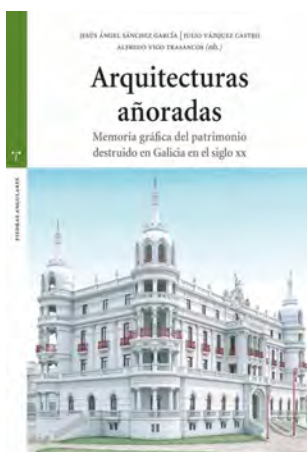 JESÚS ÁNGEL SÁNCHEZ GARCÍA | JULIO VÁZQUEZ CASTRO
ALFREDO VIGO TRASANCOS (eds.)
Arquitecturas
añoradas
Memoria gráfica del patrimonio
destruido en Galicia en el siglo XX
PIEDRAS ANGULARES